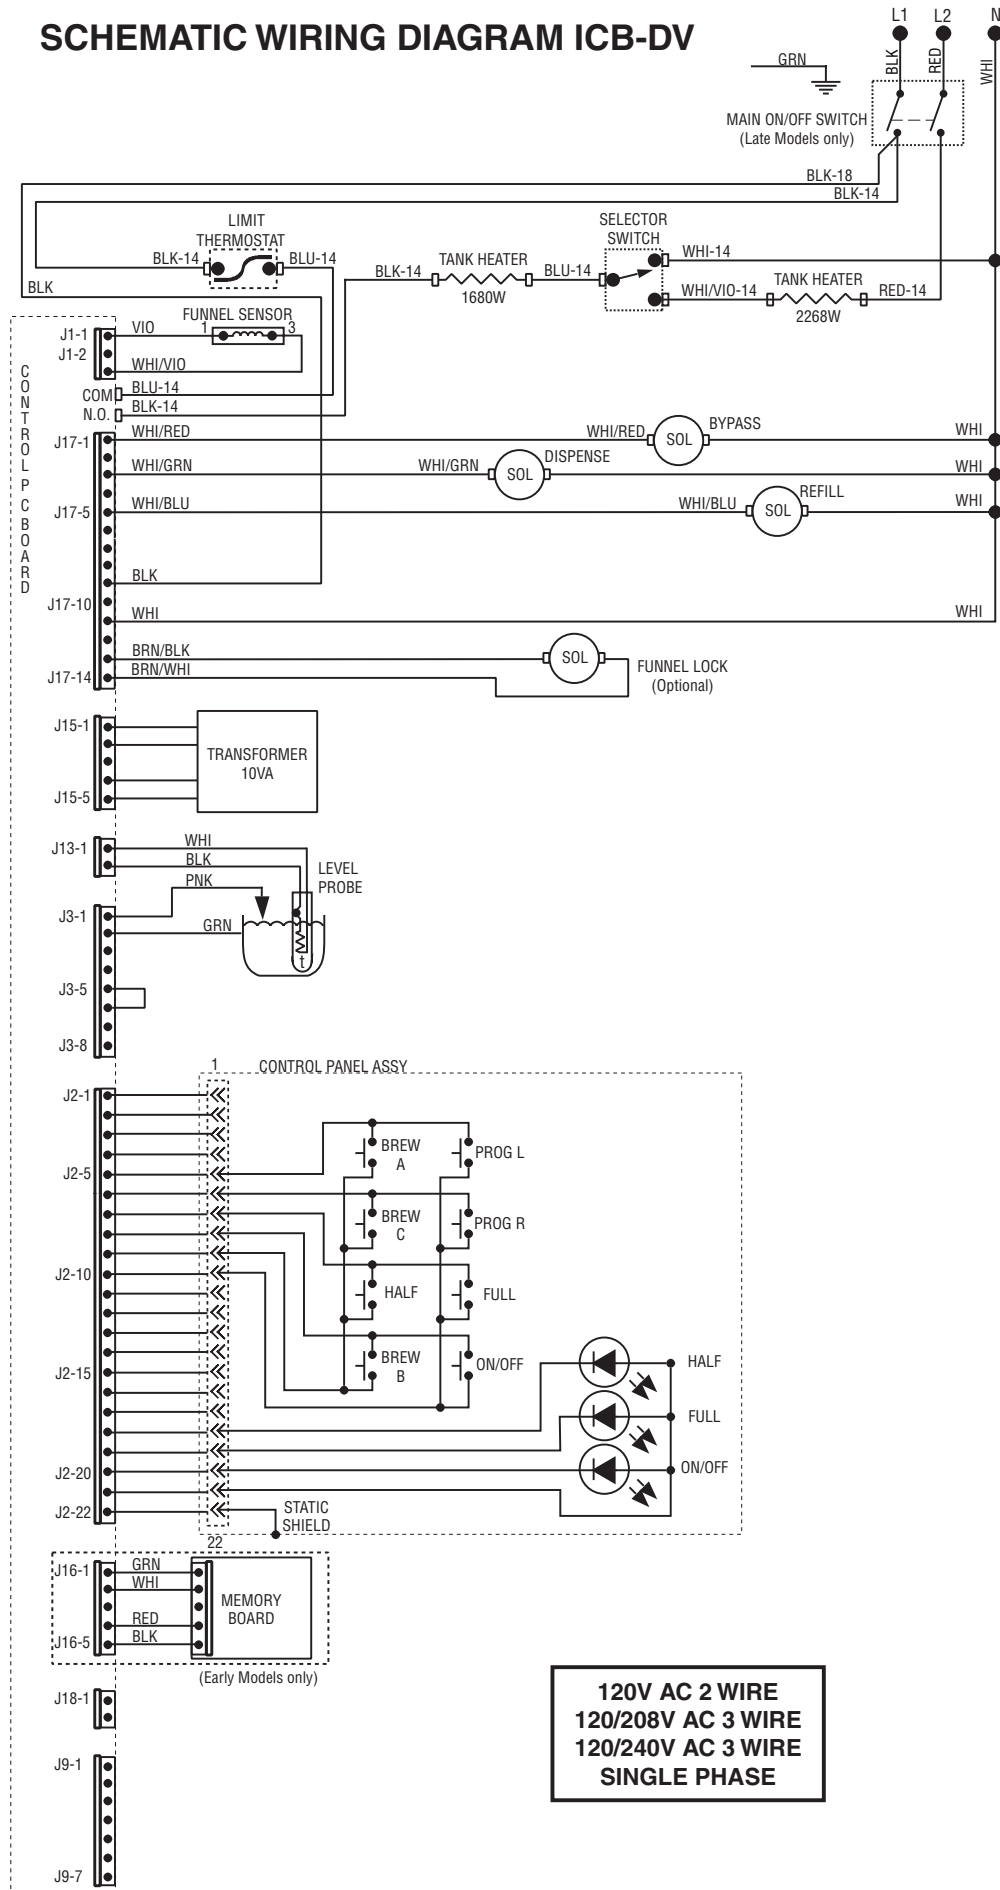 SCHEMATIC WIRING DIAGRAM ICB-DV
L1 L2 N
GRN
BLK
RED
WHI
MAIN ON/OFF SWITCH
(Late Models only)
BLK-18
BLK-14
LIMIT
THERMOSTAT
BLK-14
BLU-14
SELECTOR
SWITCH
WHI-14
BLK-14
TANK HEATER
1680W
BLU-14
WHI/VIO-14
TANK HEATER
2268W
RED-14
BLK
FUNNEL SENSOR
J1-1
VIO
1
3
J1-2
WHI/VIO
CONTROL PC BOARD
COM
BLU-14
N.O.
BLK-14
J17-1
WHI/RED
WHI/RED
SOL
BYPASS
WHI
WHI/GRN
WHI/GRN
SOL
DISPENSE
WHI
J17-5
WHI/BLU
WHI/BLU
SOL
REFILL
WHI
BLK
J17-10
WHI
WHI
BRN/BLK
SOL
FUNNEL LOCK
(Optional)
J17-14
BRN/WHI
J15-1
TRANSFORMER
10VA
J15-5
J13-1
WHI
BLK
LEVEL
PROBE
PNK
J3-1
GRN
t
J3-5
J3-8
1
CONTROL PANEL ASSY
J2-1
BREW
A
PROG L
J2-5
BREW
C
PROG R
J2-10
HALF
FULL
BREW
B
ON/OFF
J2-15
HALF
FULL
ON/OFF
J2-20
J2-22
STATIC
SHIELD
22
J16-1
GRN
WHI
MEMORY
BOARD
RED
J16-5
BLK
(Early Models only)
J18-1
J9-1
J9-7
120V AC 2 WIRE
120/208V AC 3 WIRE
120/240V AC 3 WIRE
SINGLE PHASE